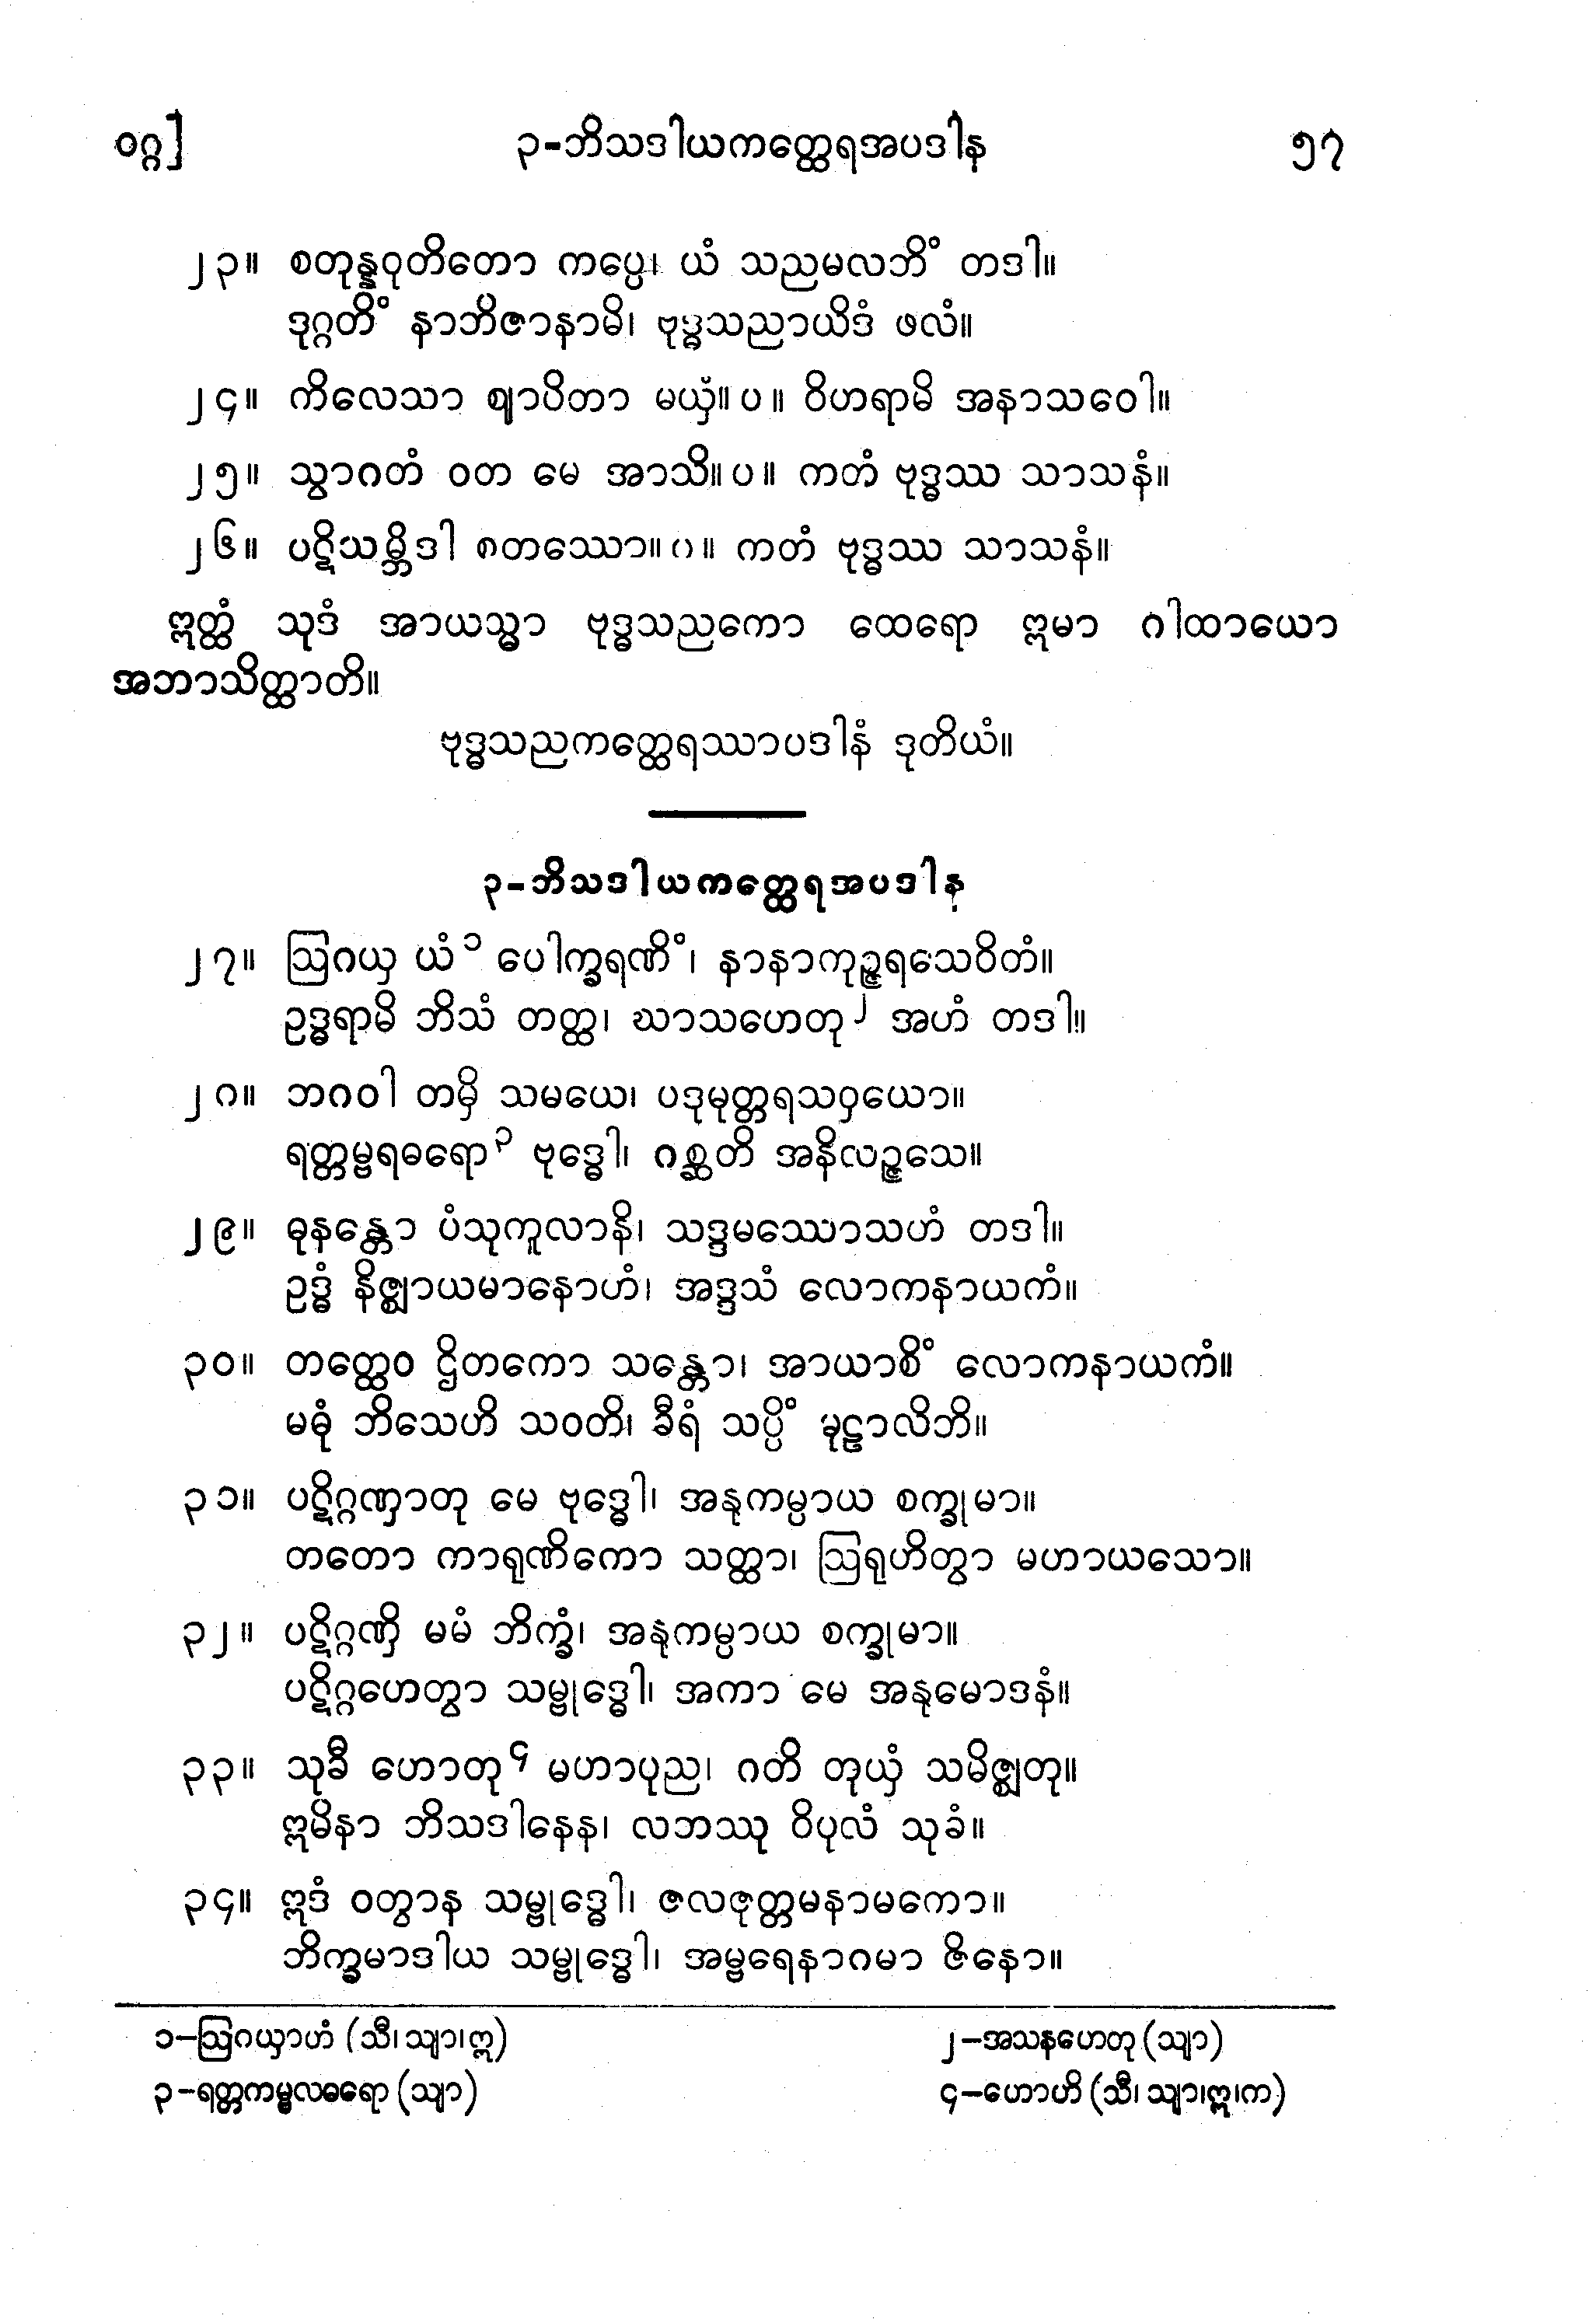 ဝဂ္ဂ] ၃-ဘိသဒါယကတ္ထေရအပဒါန ၅၇
၂၃။ စတုန္နဝုတိတော ကပ္ပေ၊ ယံ သညမလဘိံ တဒါ။
ဒုဂ္ဂတိံ နာဘိဇာနာမိ၊ ဗုဒ္ဓသညာယိဒံ ဖလံ။
၂၄။ ကိလေသာ ဈာပိတာ မယှံ။ ပ ။ ဝိဟရာမိ အနာသဝေါ။
၂၅။ သွာဂတံ ဝတ မေ အာသိ။ ပ ။ ကတံ ဗုဒ္ဓဿ သာသနံ။
၂၆။ ပဋိသမ္ဘိဒါ စတဿော။ ပ ။ ကတံ ဗုဒ္ဓဿ သာသနံ။
ဣတ္ထံ သုဒံ အာယသ္မာ ဗုဒ္ဓသညကော ထေရော ဣမာ ဂါထာယော
အဘာသိတ္ထာတိ။
ဗုဒ္ဓသညကတ္ထေရဿာပဒါနံ ဒုတိယံ။
၃-ဘိသဒါယကတ္ထေရအပဒါန
၂၇။ ဩဂယှ ယံ ၁ ပေါက္ခရဏိံ၊ နာနာကုဉ္ဇရသေဝိတံ။
ဥဒ္ဓရာမိ ဘိသံ တတ္ထ၊ ဃာသဟေတု ၂ အဟံ တဒါ။
၂၈။ ဘဂဝါ တမှိ သမယေ၊ ပဒုမုတ္တရသဝှယော။
ရတ္တမ္ဗရဓရော ၃ ဗုဒ္ဓေါ၊ ဂစ္ဆတိ အနိလဉ္ဇသေ။
၂၉။ ဓုနန္တော ပံသုကူလာနိ၊ သဒ္ဒမဿောသဟံ တဒါ။
ဥဒ္ဓံ နိဇ္ဈာယမာနောဟံ၊ အဒ္ဒသံ လောကနာယကံ။
၃၀။ တတ္ထေဝ ဌိတကော သန္တော၊ အာယာစိံ လောကနာယကံ။
မဓုံ ဘိသေဟိ သဝတိ၊ ခီရံ သပ္ပိံ မုဠာလိဘိ။
၃၁။ ပဋိဂ္ဂဏှာတု မေ ဗုဒ္ဓေါ၊ အနုကမ္ပာယ စက္ခုမာ။
တတော ကာရုဏိကော သတ္ထာ၊ ဩရုဟိတွာ မဟာယသော။
၃၂။ ပဋိဂ္ဂဏှိ မမံ ဘိက္ခံ၊ အနုကမ္ပာယ စက္ခုမာ။
ပဋိဂ္ဂဟေတွာ သမ္ဗုဒ္ဓေါ၊ အကာ မေ အနုမောဒနံ။
၃၃။ သုခီ ဟောတု ၄ မဟာပုည၊ ဂတိ တုယှံ သမိဇ္ဈတု။
ဣမိနာ ဘိသဒါနေန၊ လဘဿု ဝိပုလံ သုခံ။
၃၄။ ဣဒံ ဝတွာန သမ္ဗုဒ္ဓေါ၊ ဇလဇုတ္တမနာမကော။
ဘိက္ခမာဒါယ သမ္ဗုဒ္ဓေါ၊ အမ္ဗရေနာဂမာ ဇိနော။
၁-ဩဂယှာဟံ (သီ၊ သျာ၊ ဣ) ၂-အသနဟေတု (သျာ)
၃-ရတ္တကမ္ဗလဓရော (သျာ) ၄-ဟောဟိ (သီ၊ သျာ၊ ဣ၊ က)